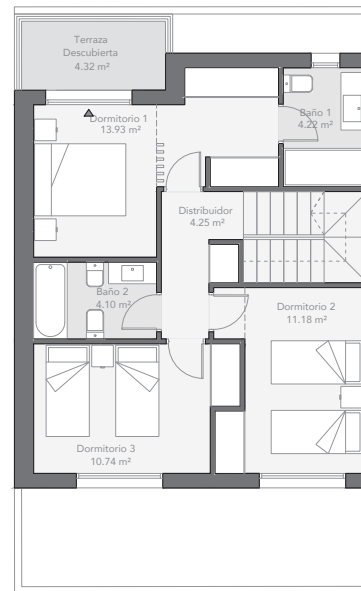 Terraza
Descubierta
4.32 m²
Dormitorio 1
13.93 m²
Baño 1
4.22 m²
Distribuidor
4.25 m²
Baño 2
4.10 m²
Dormitorio 2
11.18 m²
Dormitorio 3
10.74 m²